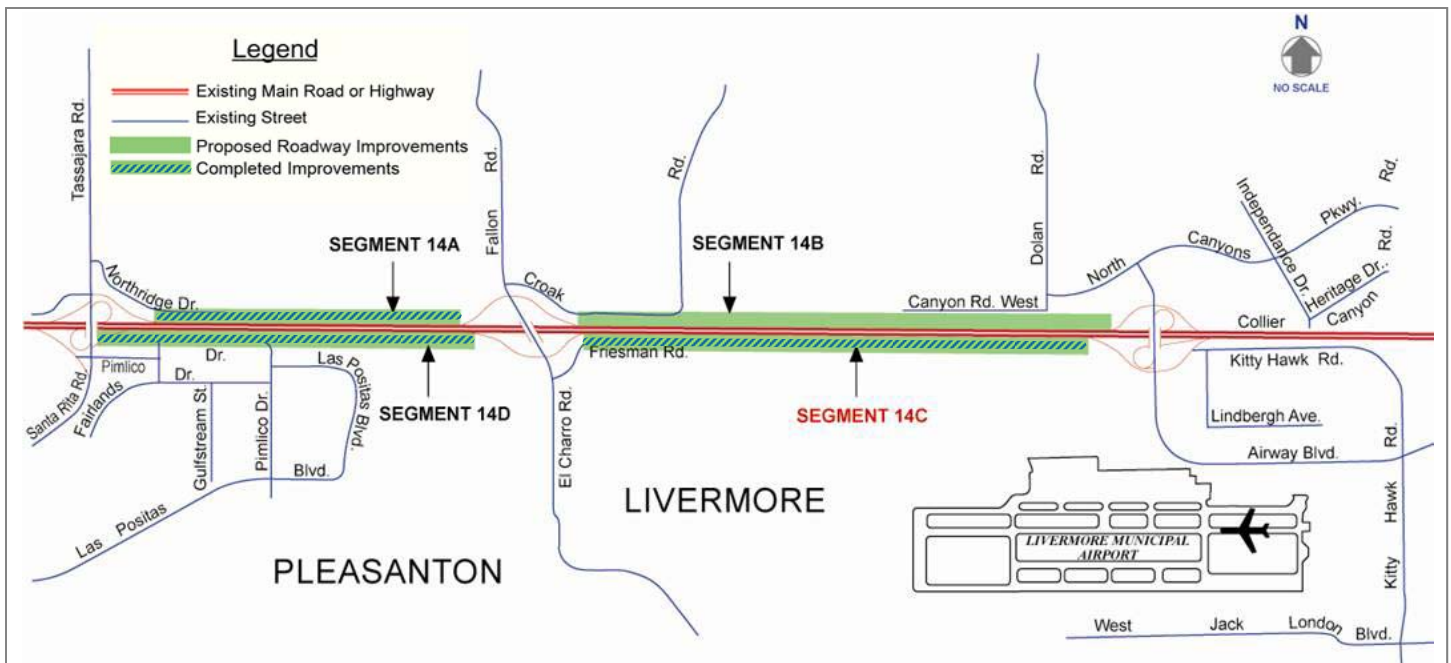 Legend
Existing Main Road or Highway
Existing Street
Proposed Roadway Improvements
Completed Improvements
N
NO SCALE
Tassajara Rd.
Fallon Rd.
Rd.
Dolan Rd.
Independance Dr.
Canyons Pkwy.
Rd.
North
Heritage Dr..
Rd.
Canyon
SEGMENT 14A
SEGMENT 14B
Northridge Dr.
Croak
Canyon Rd. West
Collier
Pimlico
Dr.
Dr.
Las Positas Blvd.
Friesman Rd.
Kitty Hawk Rd.
Santa Rita Rd.
Fairlands
Gulfstream St.
Pimlico Dr.
SEGMENT 14D
El Charro Rd.
SEGMENT 14C
Lindbergh Ave.
Airway Blvd.
Las Positas Blvd.
LIVERMORE
PLEASANTON
LIVERMORE MUNICIPAL
AIRPORT
Kitty Hawk Rd.
West Jack London Blvd.